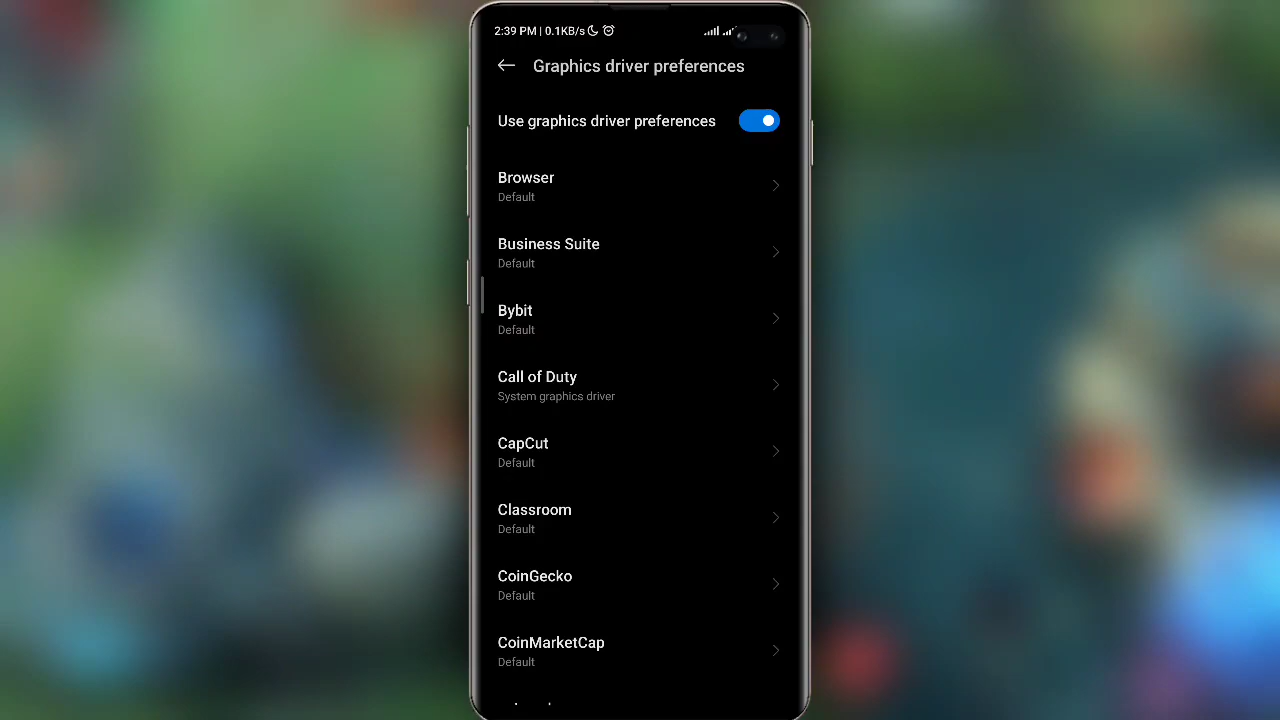 2:39 PM | 0.1KB/s
Graphics driver preferences
Use graphics driver preferences
Browser
Default
Business Suite
Default
Bybit
Default
Call of Duty
System graphics driver
CapCut
Default
Classroom
Default
CoinGecko
Default
CoinMarketCap
Default